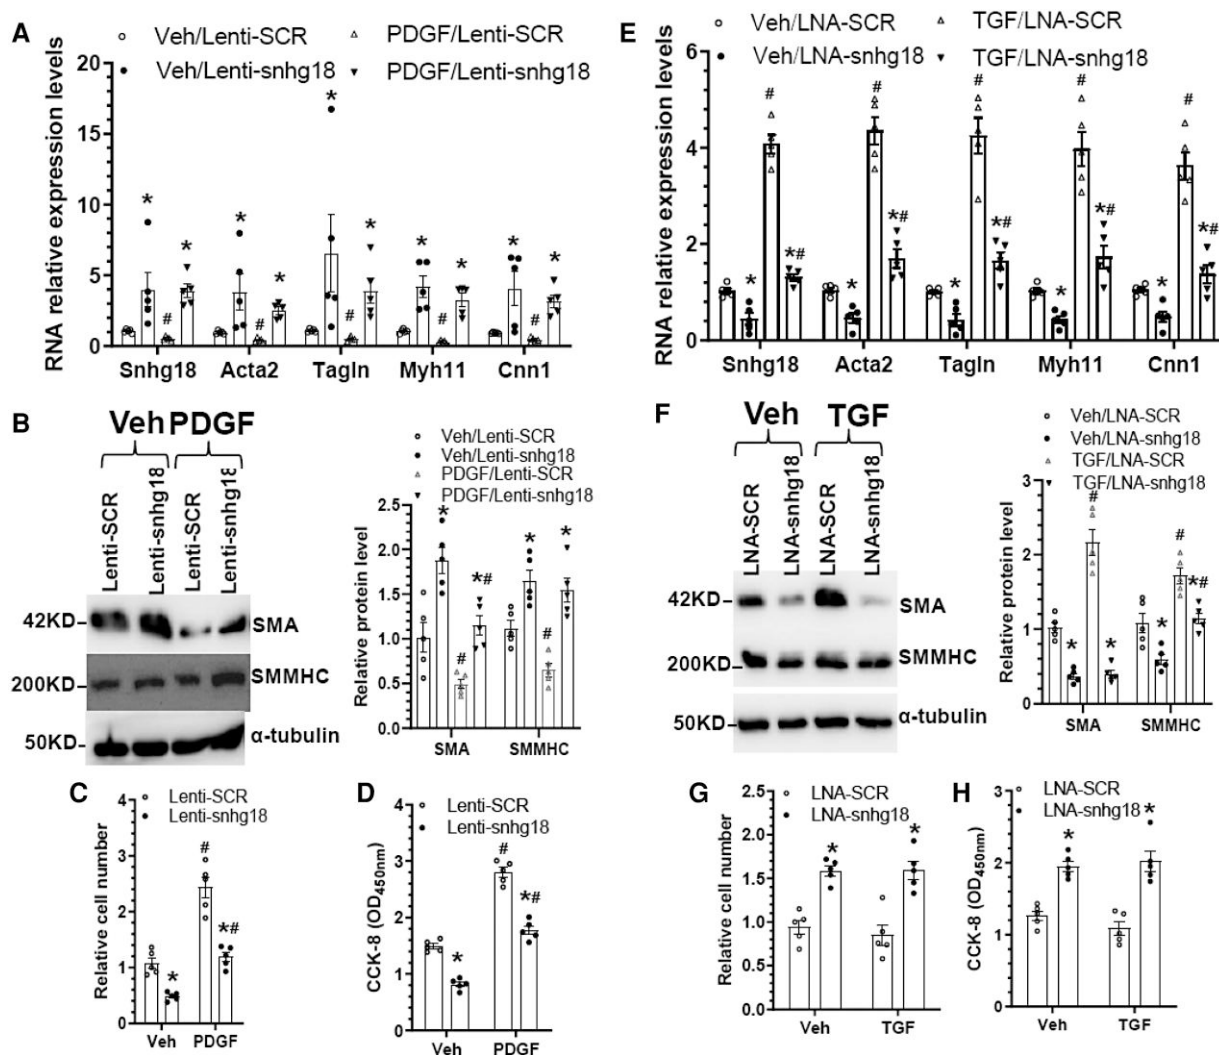 A
Veh/Lenti-SCR
PDGF/Lenti-SCR
Veh/Lenti-snhg18
PDGF/Lenti-snhg18
RNA relative expression levels
20
15
10
5
0
* * # *
* * # *
* * # *
* # *
* # *
Snhg18 Acta2 Tagln Myh11 Cnn1
E
Veh/LNA-SCR
TGF/LNA-SCR
Veh/LNA-snhg18
TGF/LNA-snhg18
RNA relative expression levels
6
4
2
0
* # *#
* # *#
* # *#
* # *#
* # *#
Snhg18 Acta2 Tagln Myh11 Cnn1
B
Veh PDGF
Lenti-SCR
Lenti-snhg18
Lenti-SCR
Lenti-snhg18
42KD
SMA
200KD
SMMHC
50KD
α-tubulin
Veh/Lenti-SCR
Veh/Lenti-snhg18
PDGF/Lenti-SCR
PDGF/Lenti-snhg18
Relative protein level
2.5
2.0
1.5
1.0
0.5
0.0
* # *#
* # *
SMA SMMHC
F
Veh TGF
LNA-SCR
LNA-snhg18
LNA-SCR
LNA-snhg18
42KD
SMA
200KD
SMMHC
50KD
α-tubulin
Veh/LNA-SCR
Veh/LNA-snhg18
TGF/LNA-SCR
TGF/LNA-snhg18
Relative protein level
3
2
1
0
* # *
* # *#
SMA SMMHC
C
Lenti-SCR
Lenti-snhg18
Relative cell number
4
3
2
1
0
* # *#
Veh PDGF
D
Lenti-SCR
Lenti-snhg18
CCK-8 (OD450nm)
4
3
2
1
0
* # *#
Veh PDGF
G
LNA-SCR
LNA-snhg18
Relative cell number
2.5
2.0
1.5
1.0
0.5
0.0
* *
Veh TGF
H
LNA-SCR
LNA-snhg18
CCK-8 (OD450nm)
3
2
1
0
* *
Veh TGF